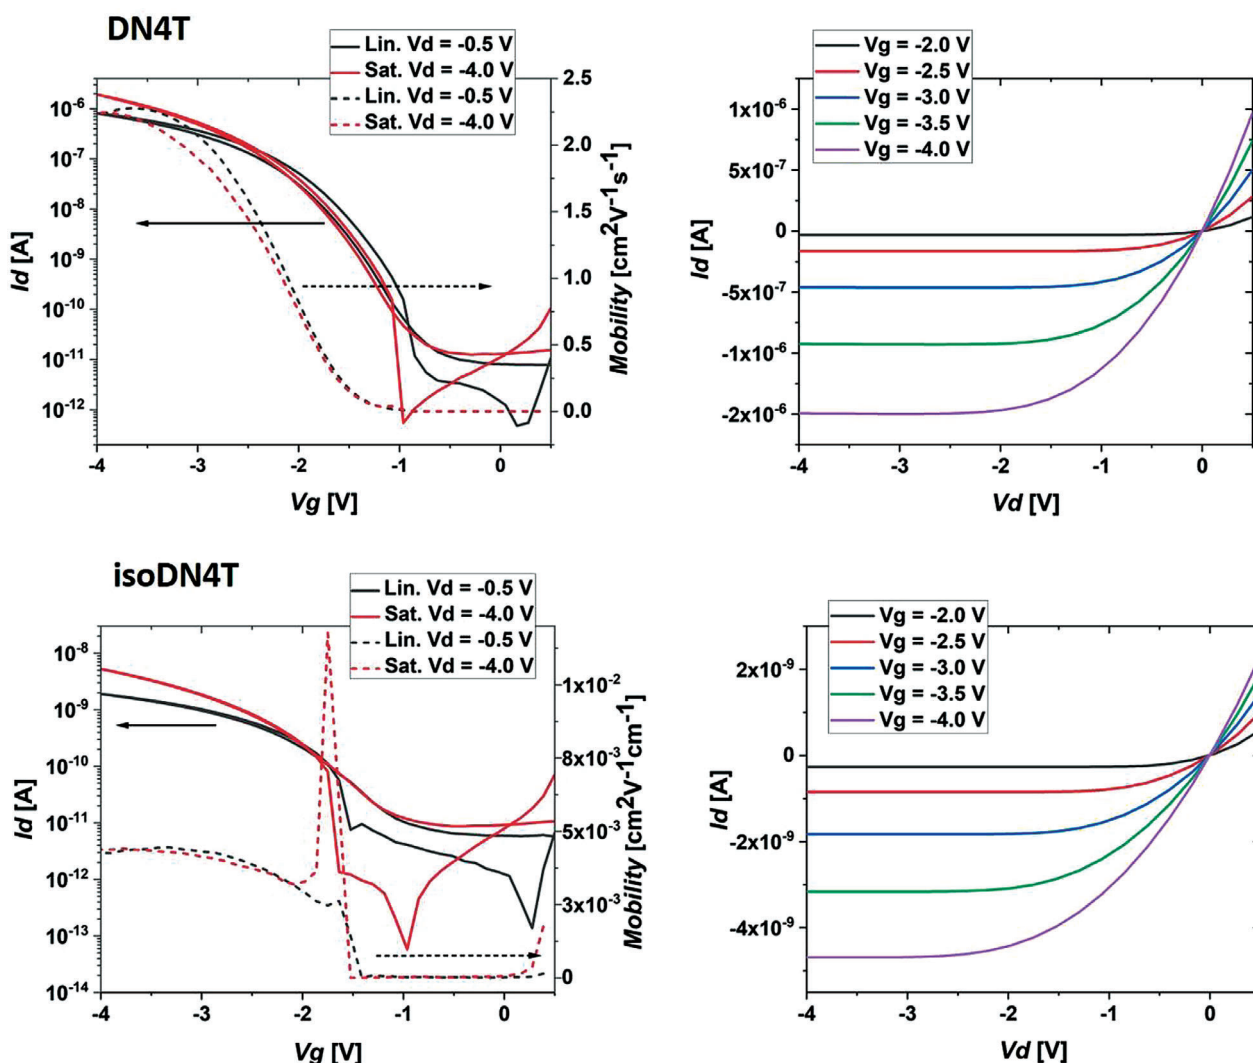 DN4T
Lin. Vd = -0.5 V
Sat. Vd = -4.0 V
Lin. Vd = -0.5 V
Sat. Vd = -4.0 V
10⁻⁶
10⁻⁷
10⁻⁸
10⁻⁹
10⁻¹⁰
10⁻¹¹
10⁻¹²
Id [A]
2.5
2.0
1.5
1.0
0.5
0.0
Mobility [cm²V⁻¹s⁻¹]
-4
-3
-2
-1
0
Vg [V]
Vg = -2.0 V
Vg = -2.5 V
Vg = -3.0 V
Vg = -3.5 V
Vg = -4.0 V
1x10⁻⁶
5x10⁻⁷
0
-5x10⁻⁷
-1x10⁻⁶
-2x10⁻⁶
Id [A]
-4
-3
-2
-1
0
Vd [V]
isoDN4T
Lin. Vd = -0.5 V
Sat. Vd = -4.0 V
Lin. Vd = -0.5 V
Sat. Vd = -4.0 V
10⁻⁸
10⁻⁹
10⁻¹⁰
10⁻¹¹
10⁻¹²
10⁻¹³
10⁻¹⁴
Id [A]
1x10⁻²
8x10⁻³
5x10⁻³
3x10⁻³
0
Mobility [cm²V⁻¹cm⁻¹]
-4
-3
-2
-1
0
Vg [V]
Vg = -2.0 V
Vg = -2.5 V
Vg = -3.0 V
Vg = -3.5 V
Vg = -4.0 V
2x10⁻⁹
0
-2x10⁻⁹
-4x10⁻⁹
Id [A]
-4
-3
-2
-1
0
Vd [V]